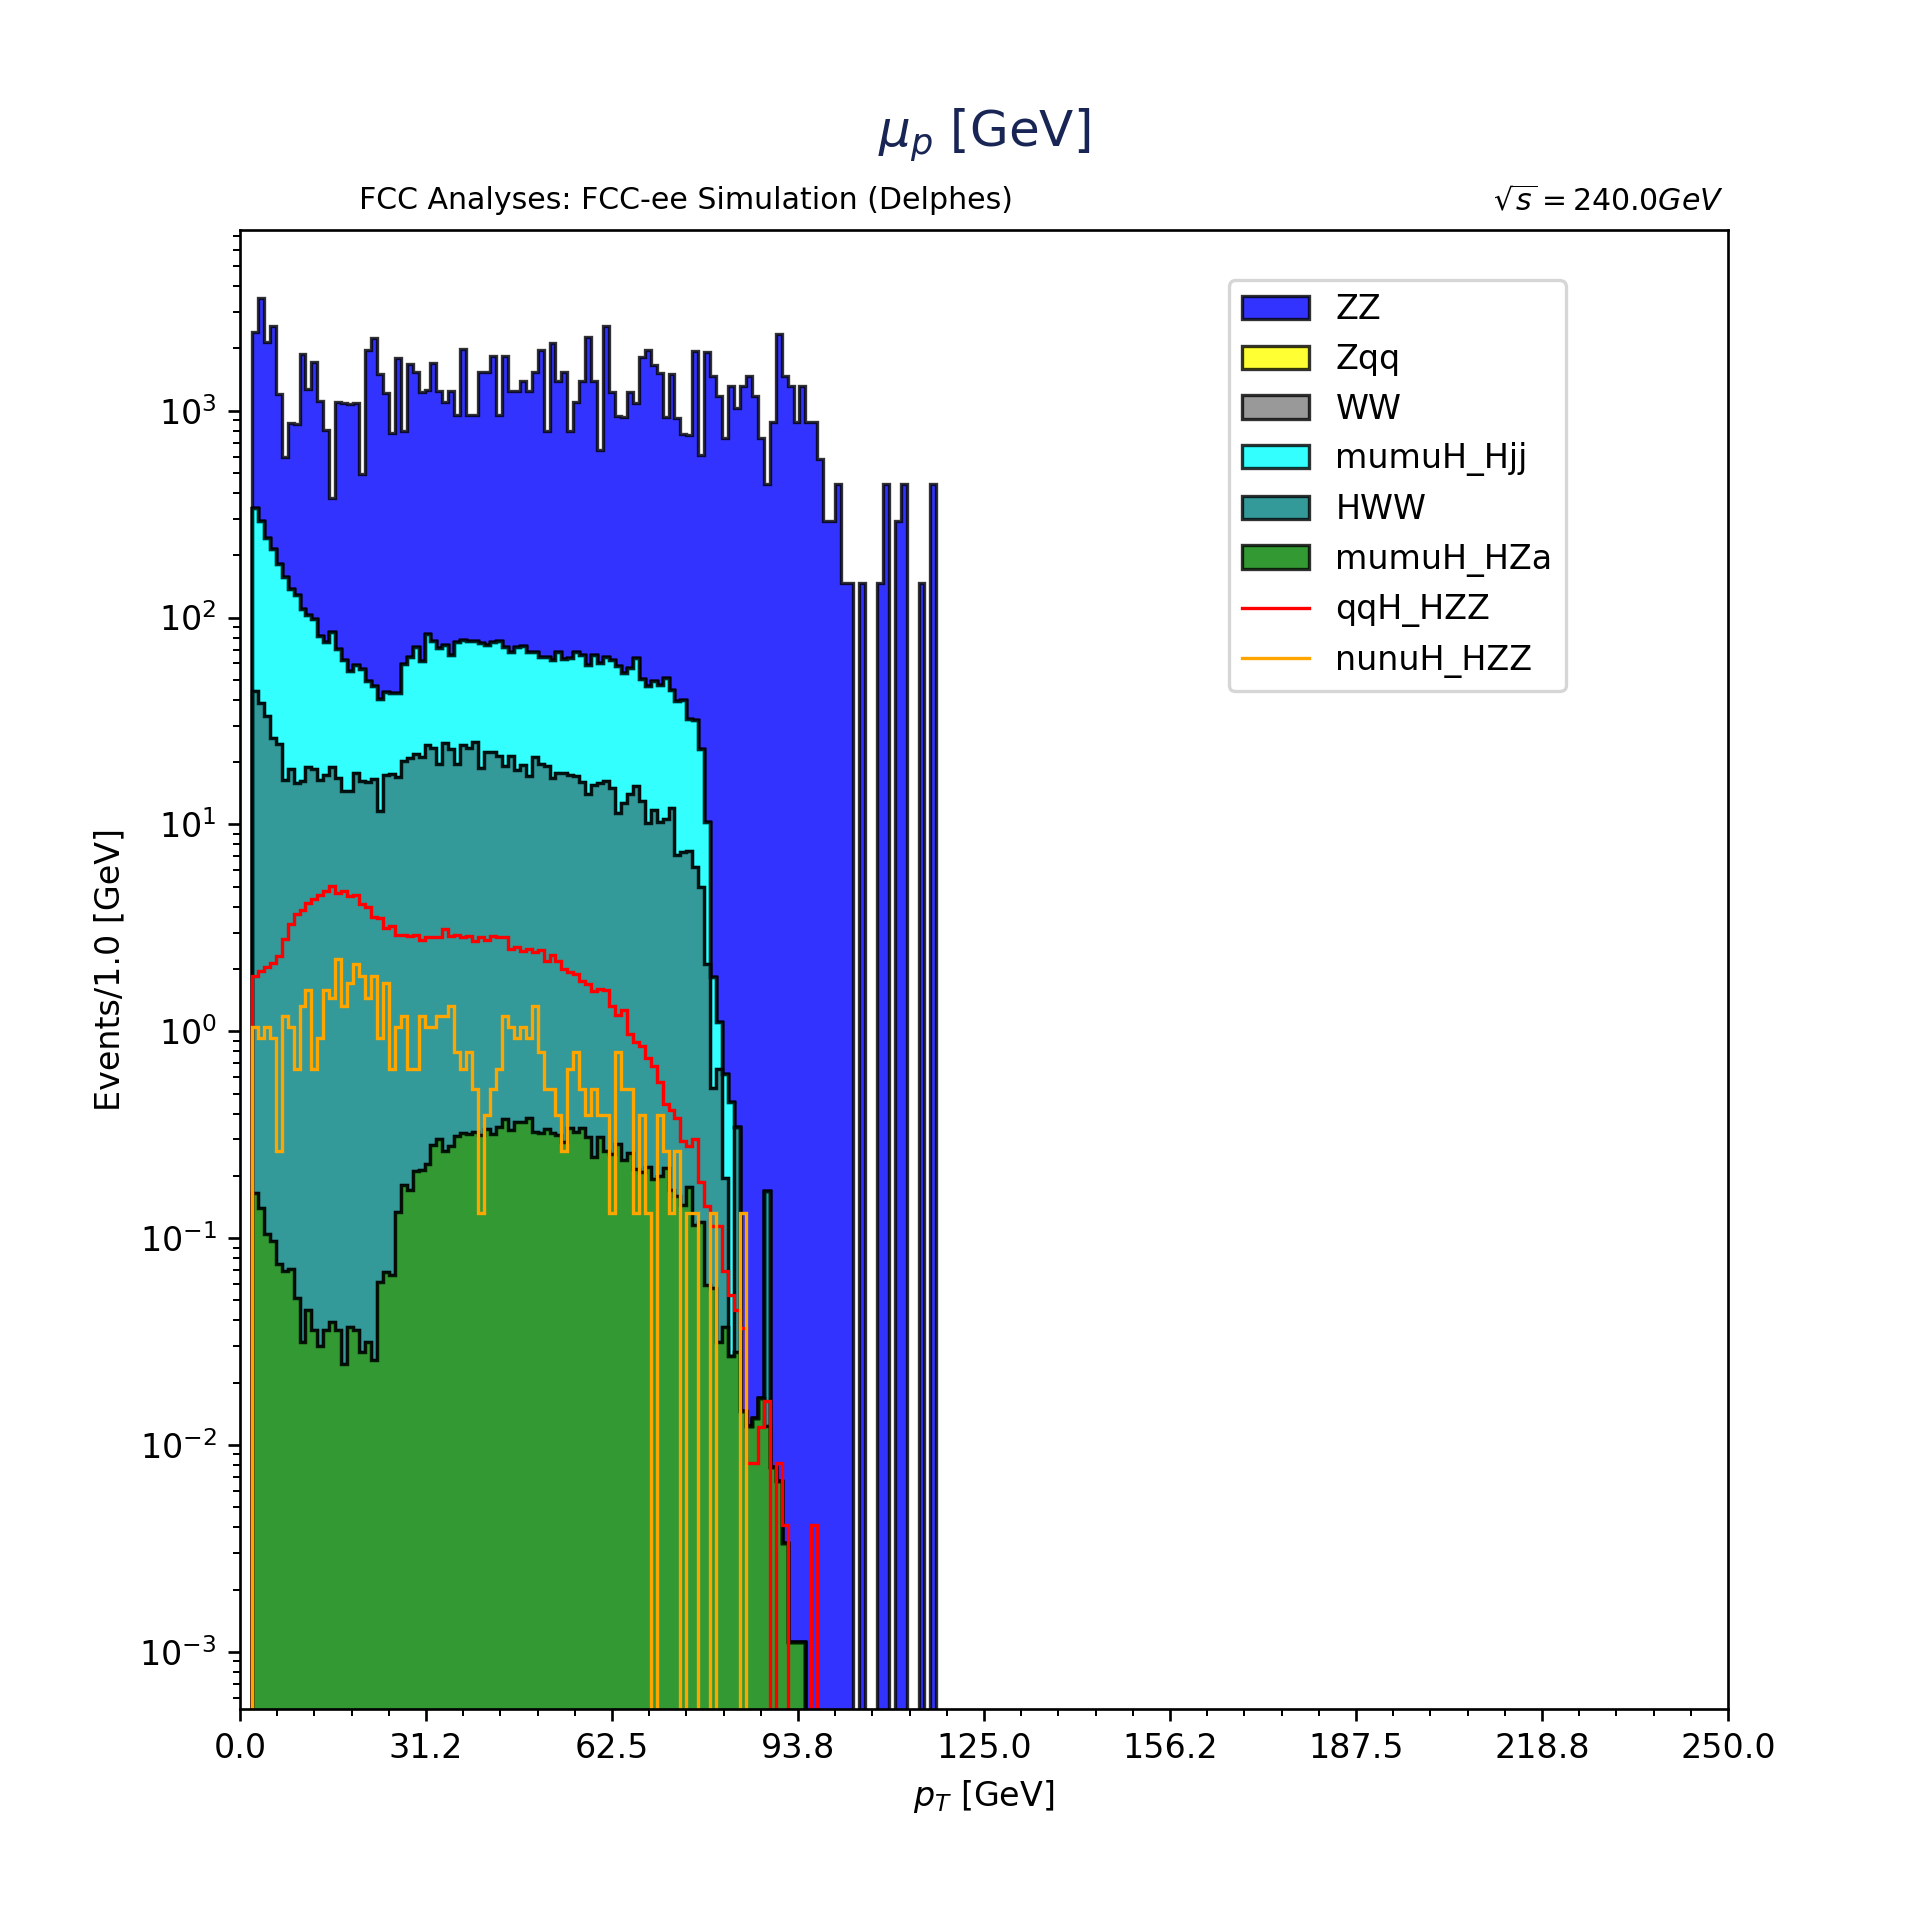 μ_p [GeV]
FCC Analyses: FCC-ee Simulation (Delphes)
√s = 240.0GeV
ZZ
Zqq
WW
mumuH_Hjj
HWW
mumuH_HZa
qqH_HZZ
nunuH_HZZ
Events/1.0 [GeV]
10³
10²
10¹
10⁰
10⁻¹
10⁻²
10⁻³
0.0 31.2 62.5 93.8 125.0 156.2 187.5 218.8 250.0
p_T [GeV]